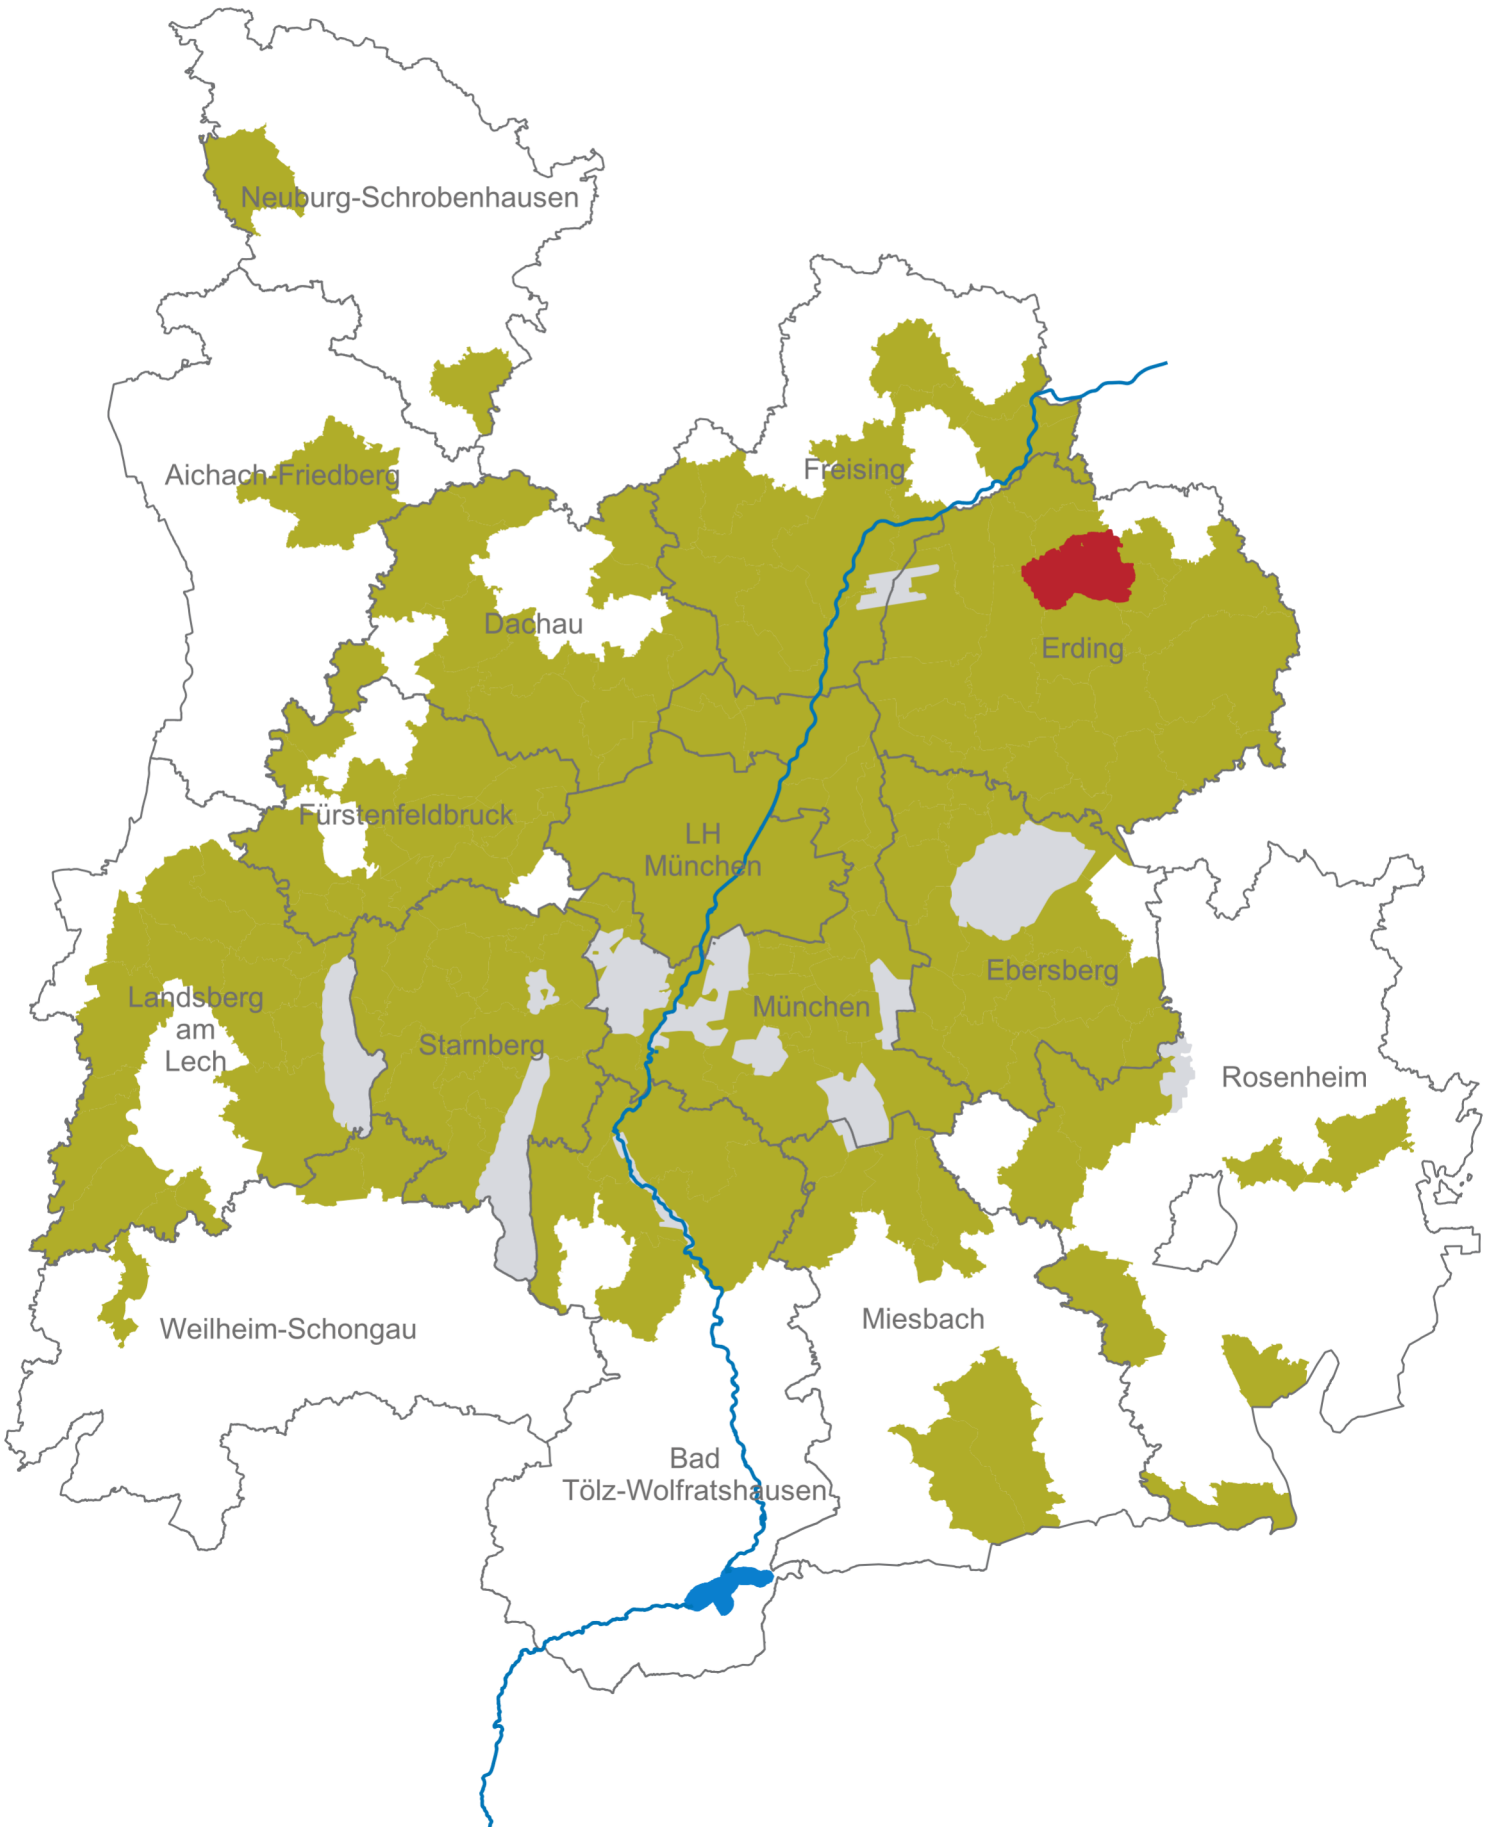 Neuburg-Schrobenhausen
Aichach-Friedberg
Freising
Dachau
Erding
Fürstenfeldbruck
LH
München
Ebersberg
Landsberg
am
Lech
München
Starnberg
Rosenheim
Miesbach
Weilheim-Schongau
Bad
Tölz-Wolfratshausen